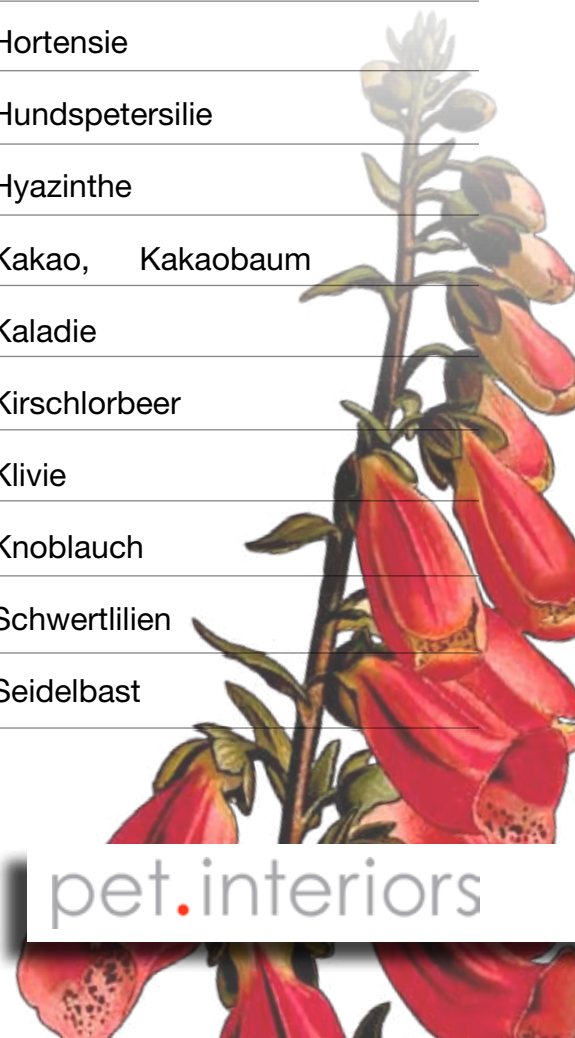 Hortensie
Hundspetersilie
Hyazinthe
Kakao, Kakaobaum
Kaladie
Kirschlorbeer
Klivie
Knoblauch
Schwertlilien
Seidelbast
pet.interiors